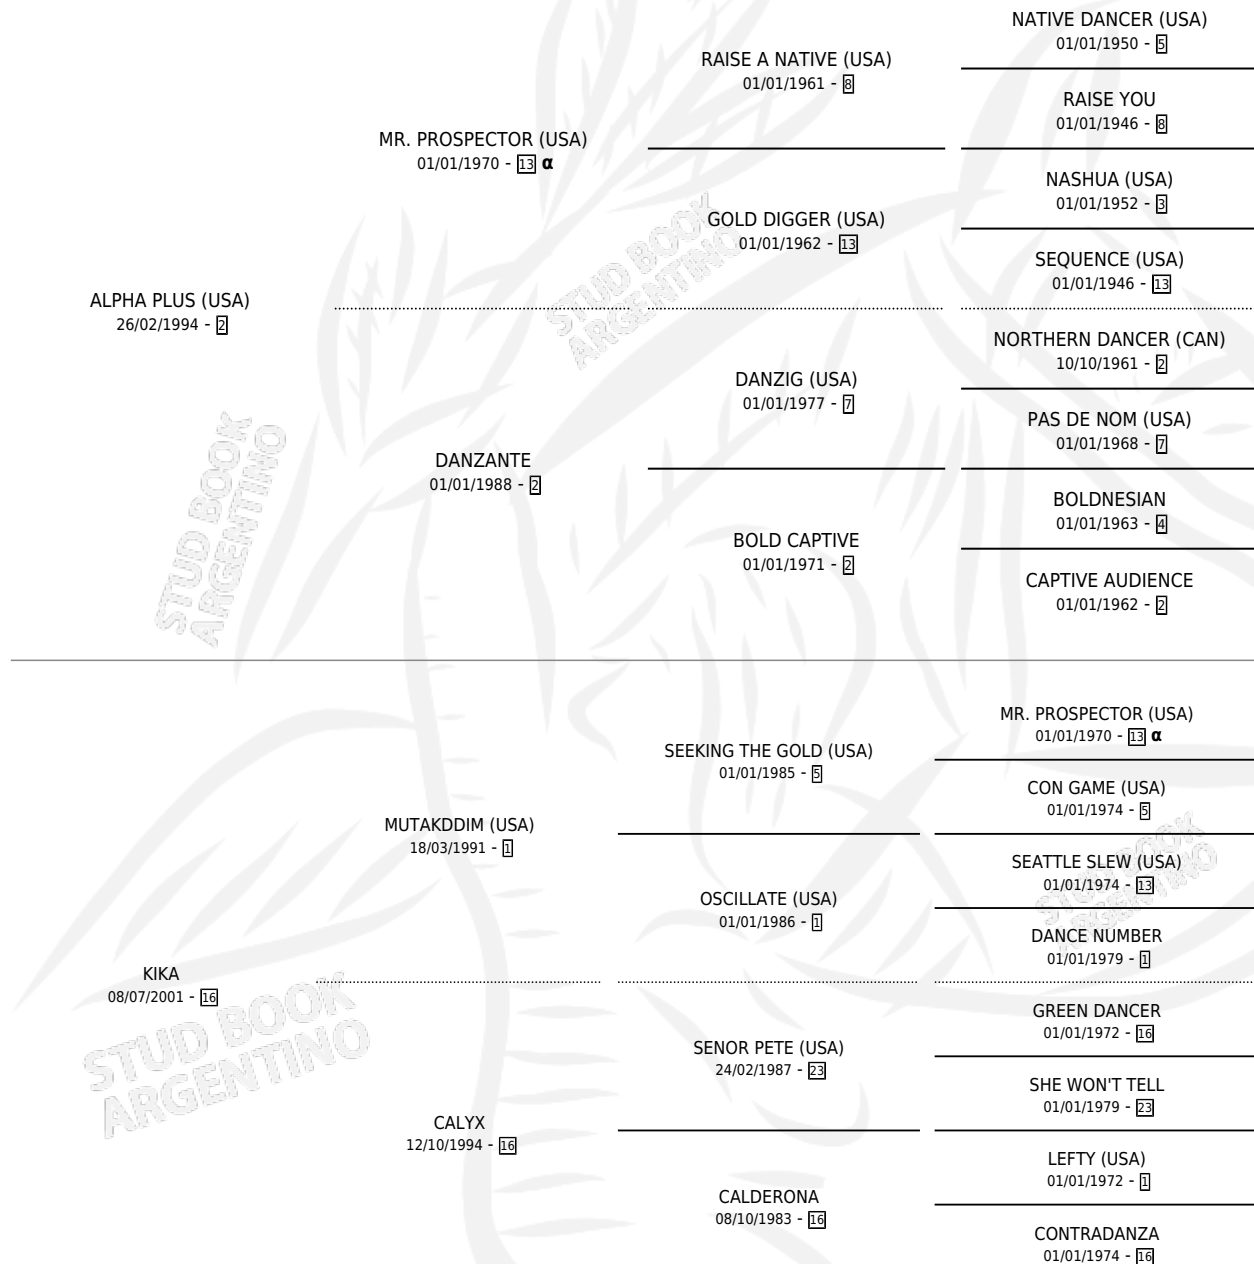 NATIVE DANCER (USA)
01/01/1950 - 5
RAISE A NATIVE (USA)
01/01/1961 - 8
RAISE YOU
01/01/1946 - 8
MR. PROSPECTOR (USA)
01/01/1970 - 13 α
NASHUA (USA)
01/01/1952 - 3
GOLD DIGGER (USA)
01/01/1962 - 13
SEQUENCE (USA)
01/01/1946 - 13
ALPHA PLUS (USA)
26/02/1994 - 2
NORTHERN DANCER (CAN)
10/10/1961 - 2
DANZIG (USA)
01/01/1977 - 7
PAS DE NOM (USA)
01/01/1968 - 7
DANZANTE
01/01/1988 - 2
BOLDNESIAN
01/01/1963 - 4
BOLD CAPTIVE
01/01/1971 - 2
CAPTIVE AUDIENCE
01/01/1962 - 2
MR. PROSPECTOR (USA)
01/01/1970 - 13 α
SEEKING THE GOLD (USA)
01/01/1985 - 5
CON GAME (USA)
01/01/1974 - 5
MUTAKDDIM (USA)
18/03/1991 - 1
SEATTLE SLEW (USA)
01/01/1974 - 13
OSCILLATE (USA)
01/01/1986 - 1
DANCE NUMBER
01/01/1979 - 1
KIKA
08/07/2001 - 16
GREEN DANCER
01/01/1972 - 16
SENOR PETE (USA)
24/02/1987 - 23
SHE WON'T TELL
01/01/1979 - 23
CALYX
12/10/1994 - 16
LEFTY (USA)
01/01/1972 - 1
CALDERONA
08/10/1983 - 16
CONTRADANZA
01/01/1974 - 16
STUD BOOK
ARGENTINO
STUD BOOK
ARGENTINO
STUD BOOK
ARGENTINO
STUD BOOK
ARGENTINO